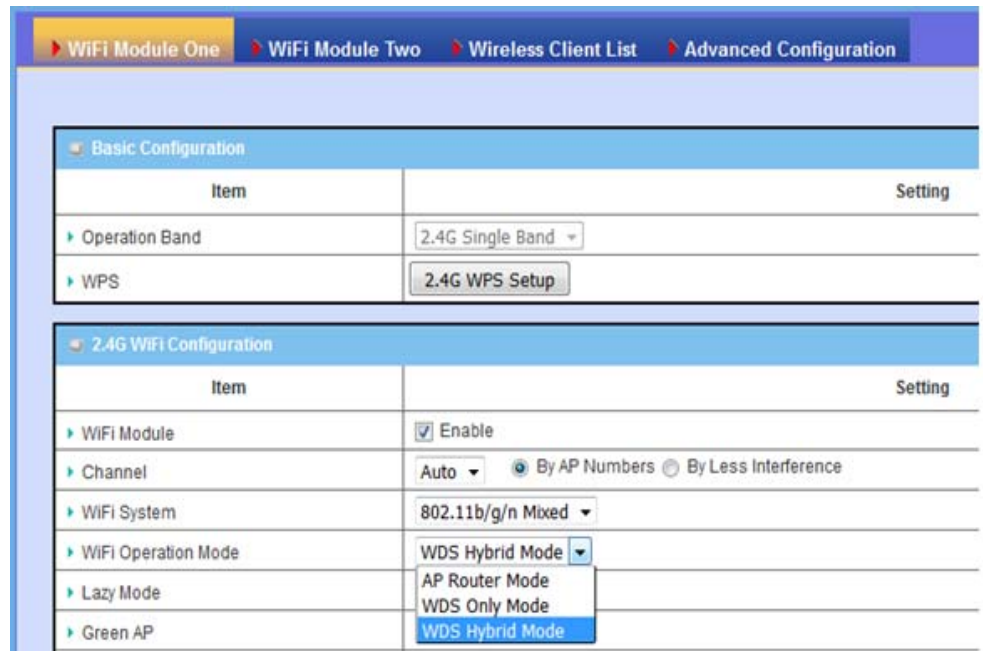 WiFi Module One WiFi Module Two Wireless Client List Advanced Configuration
Basic Configuration
Item Setting
Operation Band 2.4G Single Band
WPS 2.4G WPS Setup
2.4G WiFi Configuration
Item Setting
WiFi Module Enable
Channel Auto By AP Numbers By Less Interference
WiFi System 802.11b/g/n Mixed
WiFi Operation Mode WDS Hybrid Mode
AP Router Mode
Lazy Mode
WDS Only Mode
Green AP WDS Hybrid Mode